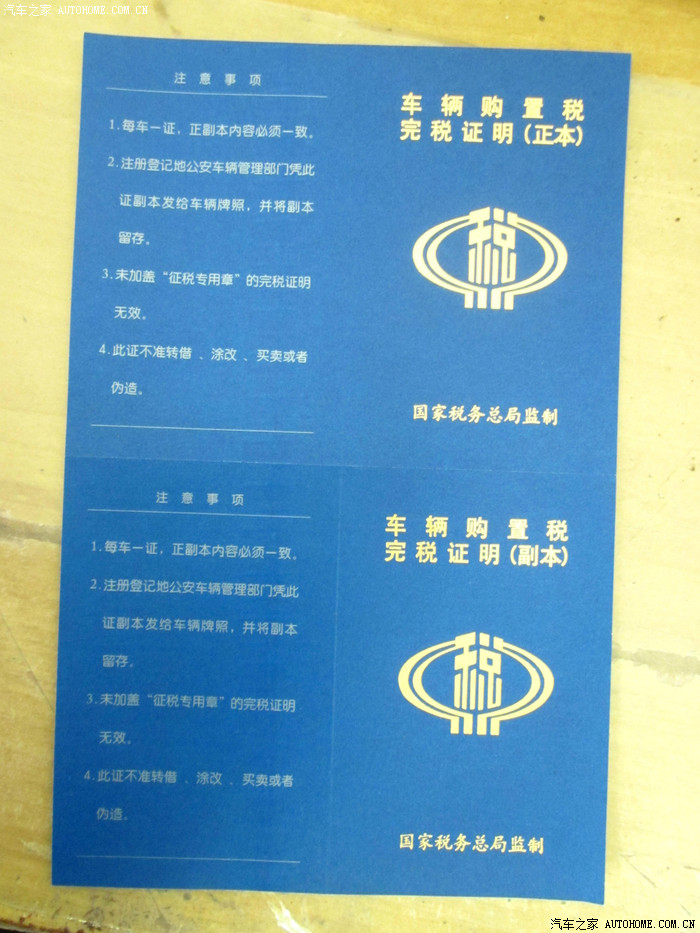 汽车之家 AUTOHOME.COM.CN
注意事项
1.每车一证，正副本内容必须一致。
2.注册登记地公安车辆管理部门凭此
证副本发给车辆牌照，并将副本
留存。
3.未加盖“征税专用章”的完税证明
无效。
4.此证不准转借、涂改、买卖或者
伪造。
车辆购置税
完税证明(正本)
税
国家税务总局监制
注意事项
1.每车一证，正副本内容必须一致。
2.注册登记地公安车辆管理部门凭此
证副本发给车辆牌照，并将副本
留存。
3.未加盖“征税专用章”的完税证明
无效。
4.此证不准转借、涂改、买卖或者
伪造。
车辆购置税
完税证明(副本)
税
国家税务总局监制
汽车之家 AUTOHOME.COM.CN